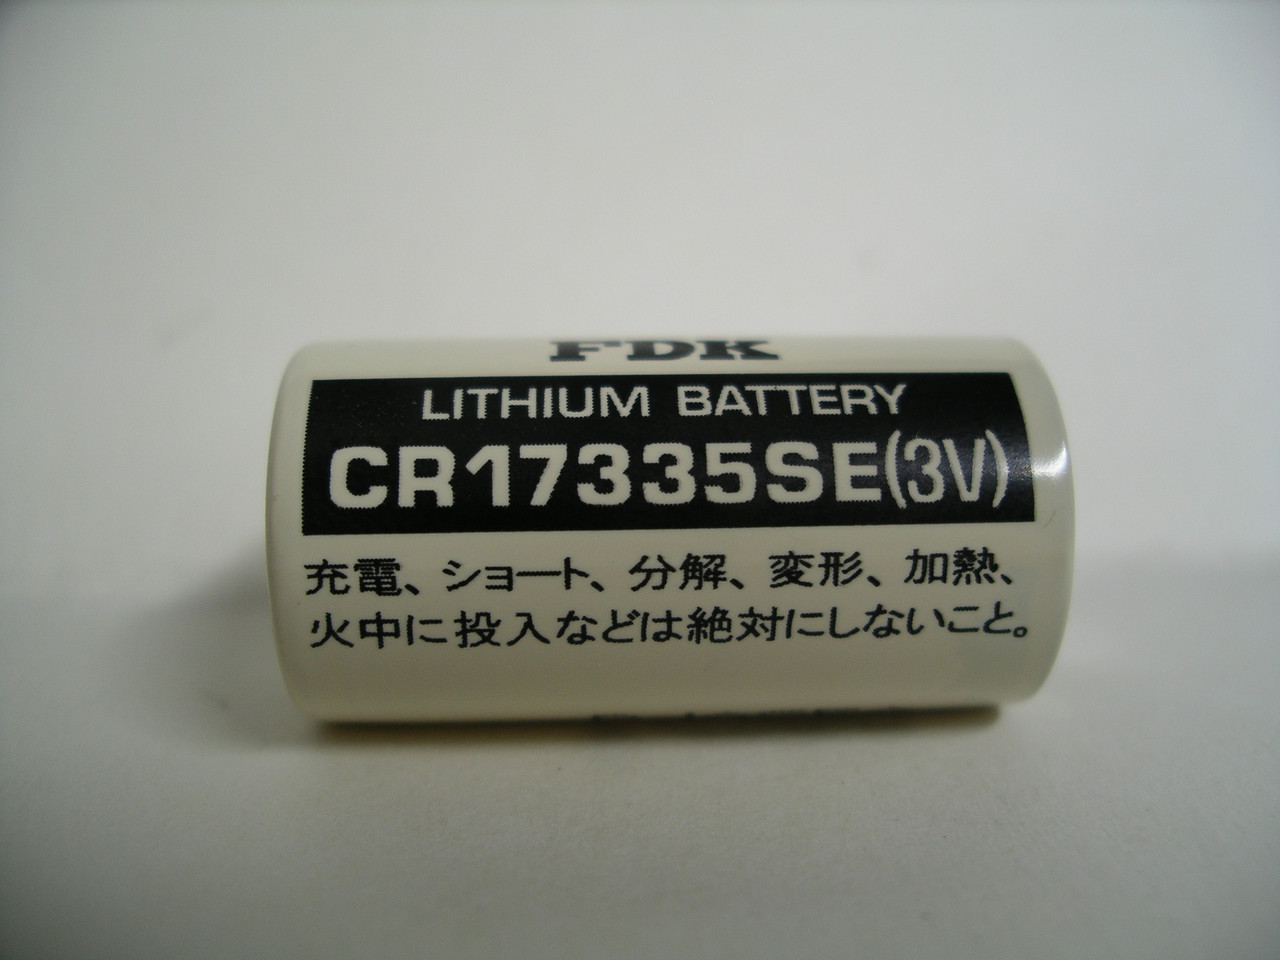 FDK
LITHIUM BATTERY
CR17335SE(3V)
充電、ショート、分解、変形、加熱、
火中に投入などは絶対にしないこと。